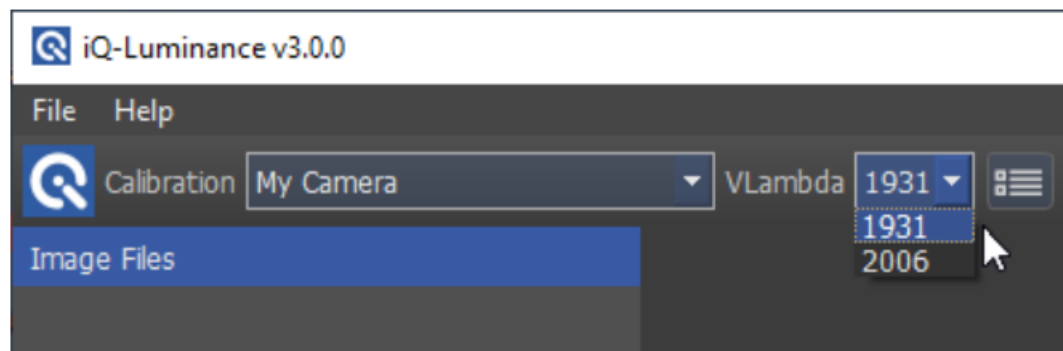 iQ-Luminance v3.0.0
File Help
Calibration My Camera VLambda 1931
1931
Image Files
2006